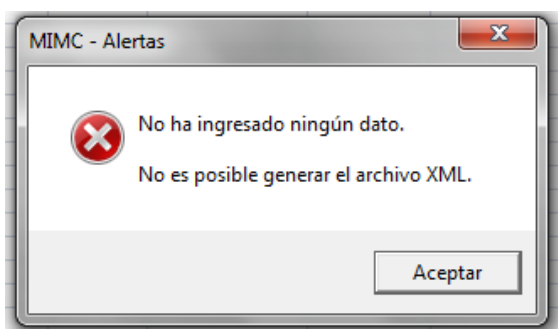 MIMC - Alertas
No ha ingresado ningún dato.
No es posible generar el archivo XML.
Aceptar